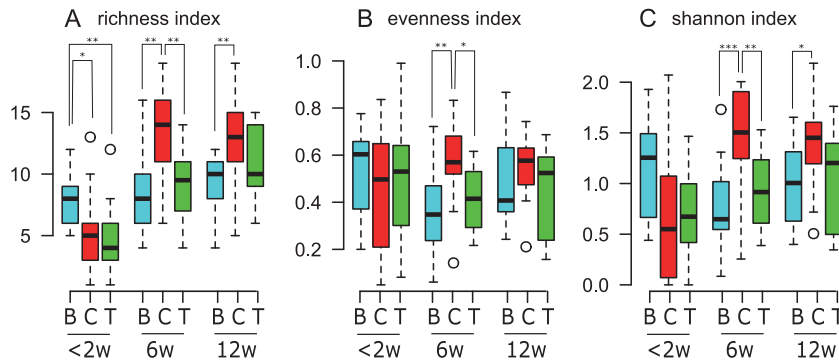 A richness index
** * ** ** **
15
10
5
B C T B C T B C T
<2w 6w 12w
B evenness index
** *
1.0
0.8
0.6
0.4
0.2
B C T B C T B C T
<2w 6w 12w
C shannon index
*** ** *
2.0
1.5
1.0
0.5
0.0
B C T B C T B C T
<2w 6w 12w